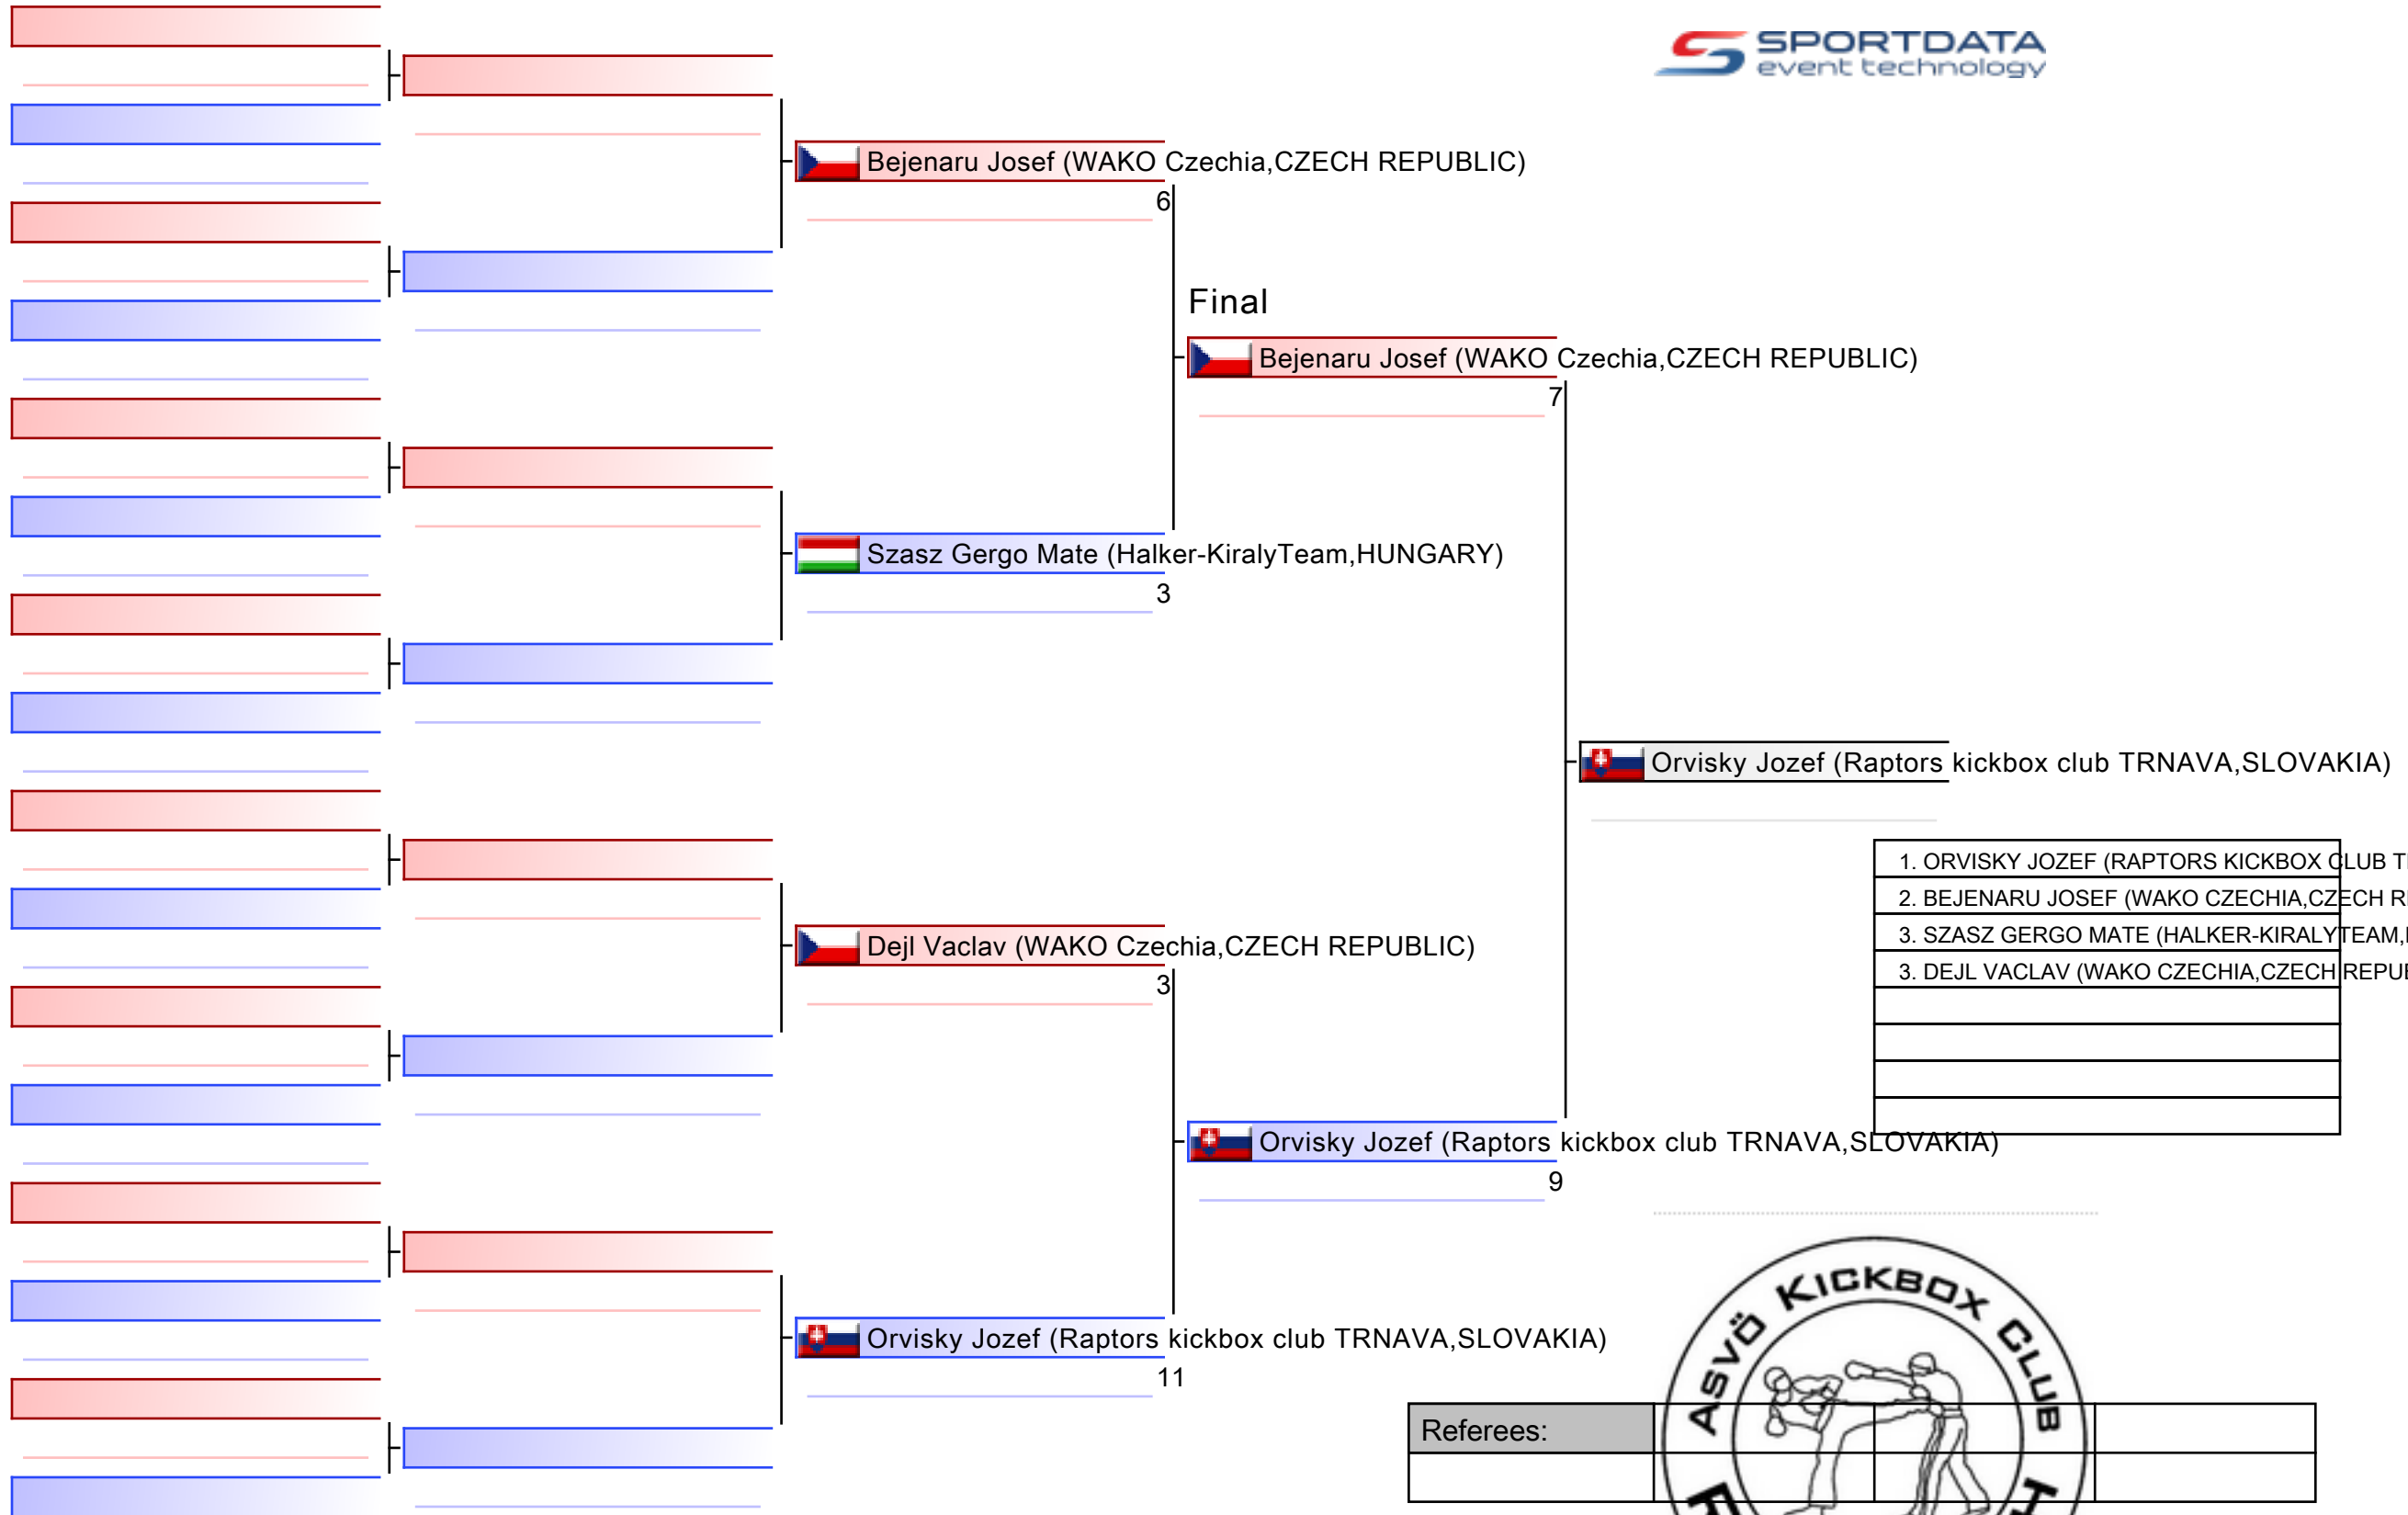 SPORTDATA
event technology
Bejenaru Josef (WAKO Czechia,CZECH REPUBLIC)
6
Final
Bejenaru Josef (WAKO Czechia,CZECH REPUBLIC)
7
Szasz Gergo Mate (Halker-KiralyTeam,HUNGARY)
3
Orvisky Jozef (Raptors kickbox club TRNAVA,SLOVAKIA)
1. ORVISKY JOZEF (RAPTORS KICKBOX CLUB
2. BEJENARU JOSEF (WAKO CZECHIA,CZECH
3. SZASZ GERGO MATE (HALKER-KIRALYTEAM,
3. DEJL VACLAV (WAKO CZECHIA,CZECH
Dejl Vaclav (WAKO Czechia,CZECH REPUBLIC)
3
Orvisky Jozef (Raptors kickbox club TRNAVA,SLOVAKIA)
9
Orvisky Jozef (Raptors kickbox club TRNAVA,SLOVAKIA)
11
ASVÖ KICKBOX CLUB
Referees: